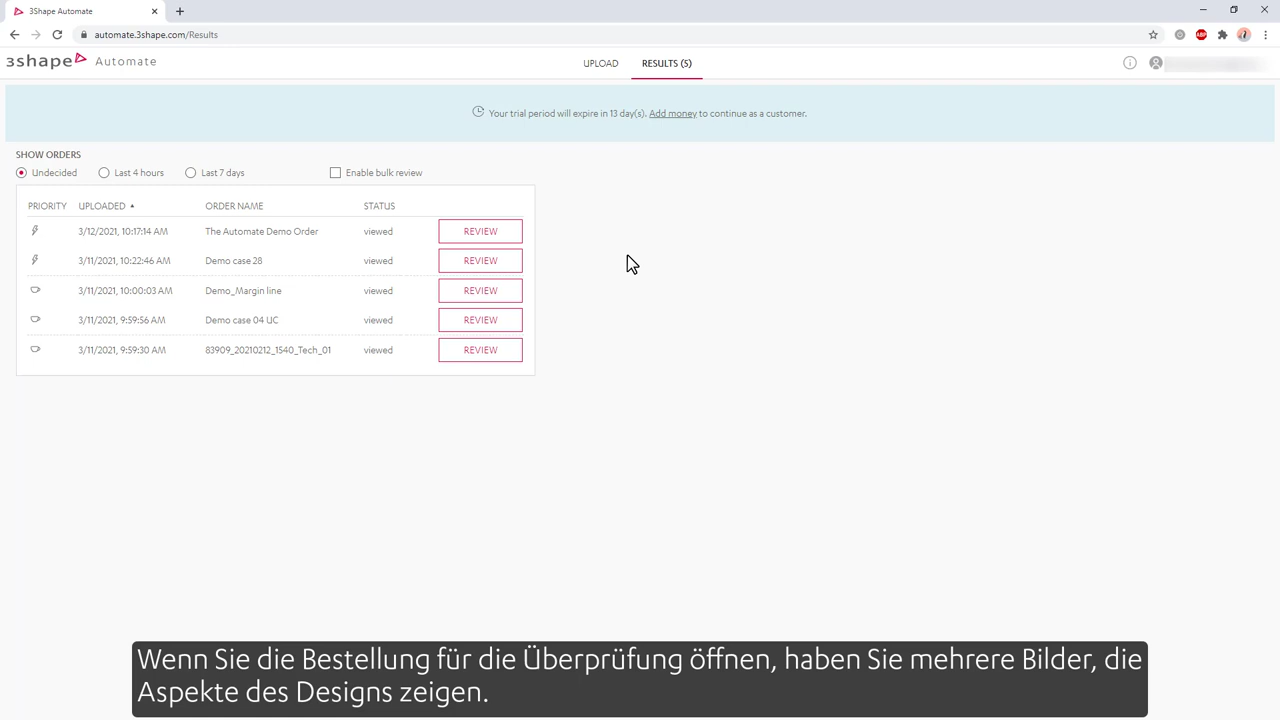 3Shape Automate
automate.3shape.com/Results
ABP
3shape Automate
UPLOAD RESULTS (5)
Your trial period will expire in 13 day(s). Add money to continue as a customer.
SHOW ORDERS
Undecided Last 4 hours Last 7 days Enable bulk review
PRIORITY UPLOADED ORDER NAME STATUS
3/12/2021, 10:17:14 AM The Automate Demo Order viewed REVIEW
3/11/2021, 10:22:46 AM Demo case 28 viewed REVIEW
3/11/2021, 10:00:03 AM Demo_Margin line viewed REVIEW
3/11/2021, 9:59:56 AM Demo case 04 UC viewed REVIEW
3/11/2021, 9:59:30 AM 83909_20210212_1540_Tech_01 viewed REVIEW
Wenn Sie die Bestellung für die Überprüfung öffnen, haben Sie mehrere Bilder, die
Aspekte des Designs zeigen.